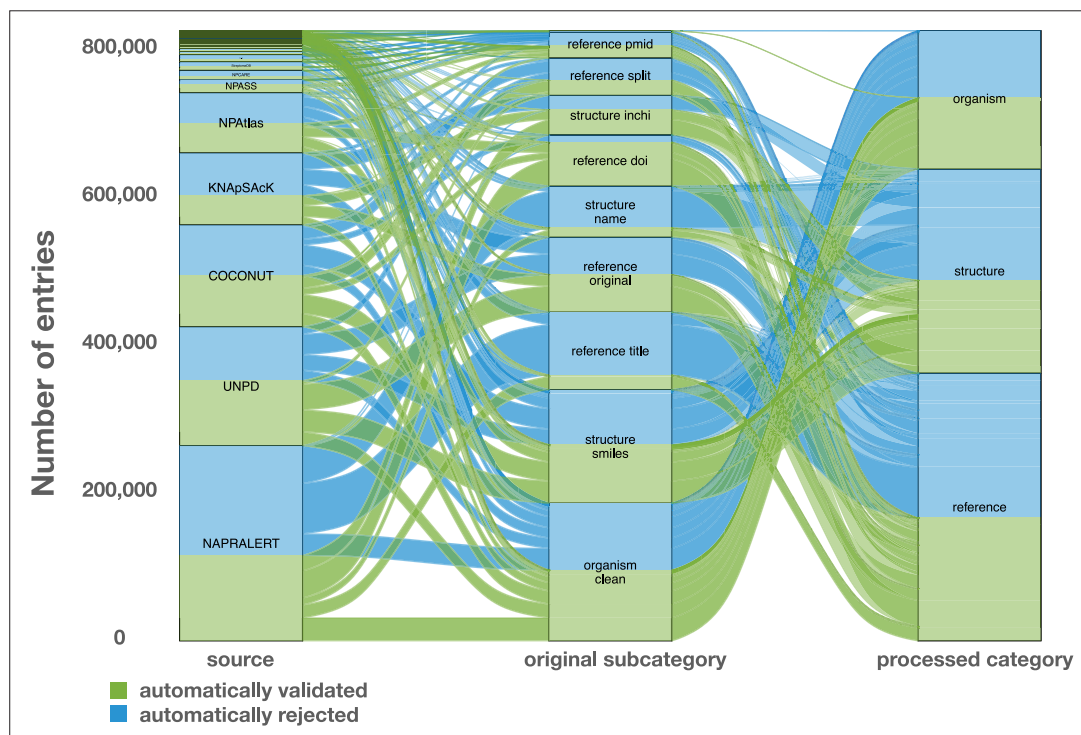 Number of entries
800,000
600,000
400,000
200,000
0
NPCARE
NPASS
NPAtlas
KNApSAcK
COCONUT
UNPD
NAPRALERT
reference pmid
reference split
structure inchi
reference doi
structure
name
reference
original
reference title
structure
smiles
organism
clean
organism
structure
reference
source
original subcategory
processed category
automatically validated
automatically rejected